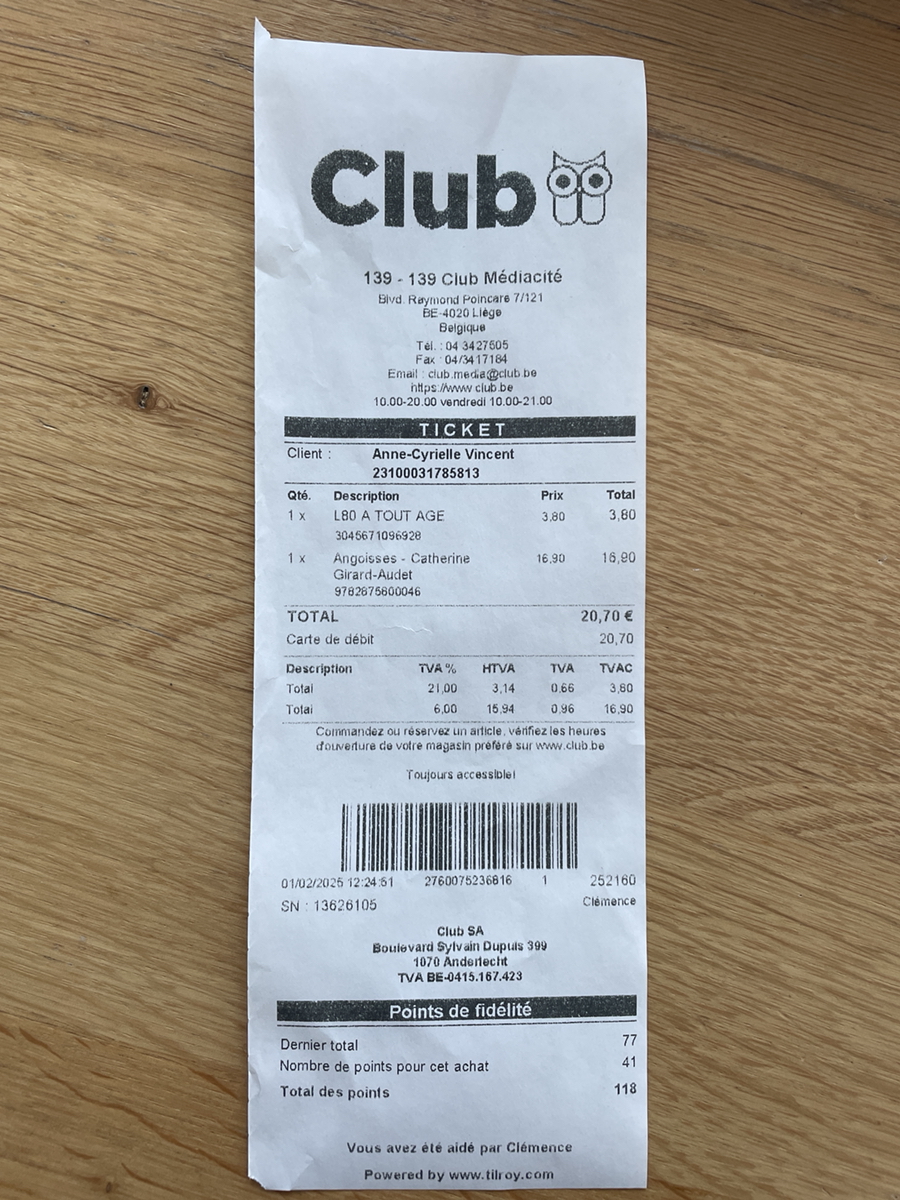 Club
139 - 139 Club Médiacité
Blvd. Raymond Poincaré 7/121
BE-4020 Liège
Belgique
Tél. : 04 3427605
Fax : 04/3417184
Email : club.media@club.be
https://www.club.be
10.00-20.00 vendredi 10.00-21.00
TICKET
Client : Anne-Cyrielle Vincent
23100031785813
Qté. Description Prix Total
1 x L80 A TOUT AGE 3,80 3,80
3045671096928
1 x Angoisses - Catherine 16,90 16,90
Girard-Audet
9782875800046
TOTAL 20,70 €
Carte de débit 20,70
Description TVA % HTVA TVA TVAC
Total 21,00 3,14 0,66 3,80
Total 6,00 15,94 0,96 16,90
Commandez ou réservez un article, vérifiez les heures
d'ouverture de votre magasin préféré sur www.club.be
Toujours accessible!
01/02/2025 12:24:51 2760075236816 1 252160
SN : 13626105 Clémence
Club SA
Boulevard Sylvain Dupuis 399
1070 Anderlecht
TVA BE-0415.167.423
Points de fidélité
Dernier total 77
Nombre de points pour cet achat 41
Total des points 118
Vous avez été aidé par Clémence
Powered by www.tilroy.com